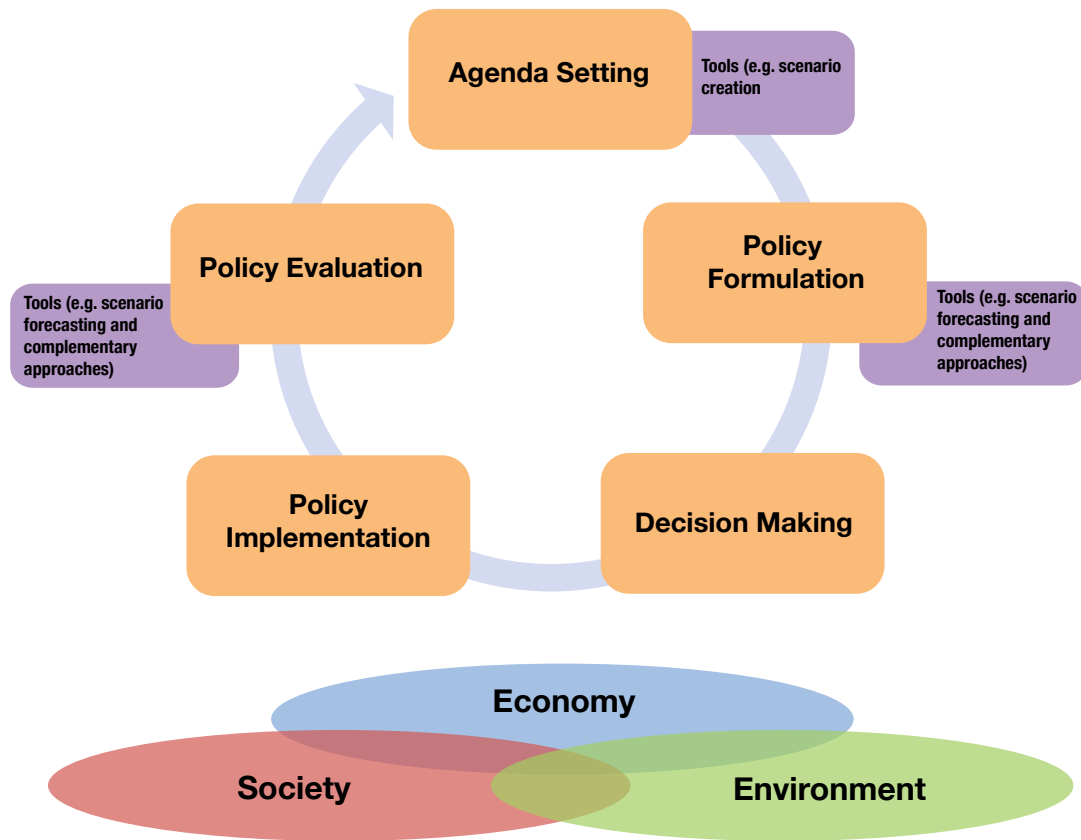 Agenda Setting
Tools (e.g. scenario
creation
Policy
Formulation
Tools (e.g. scenario
forecasting and
complementary
approaches)
Decision Making
Policy
Implementation
Policy Evaluation
Tools (e.g. scenario
forecasting and
complementary
approaches)
Economy
Society
Environment